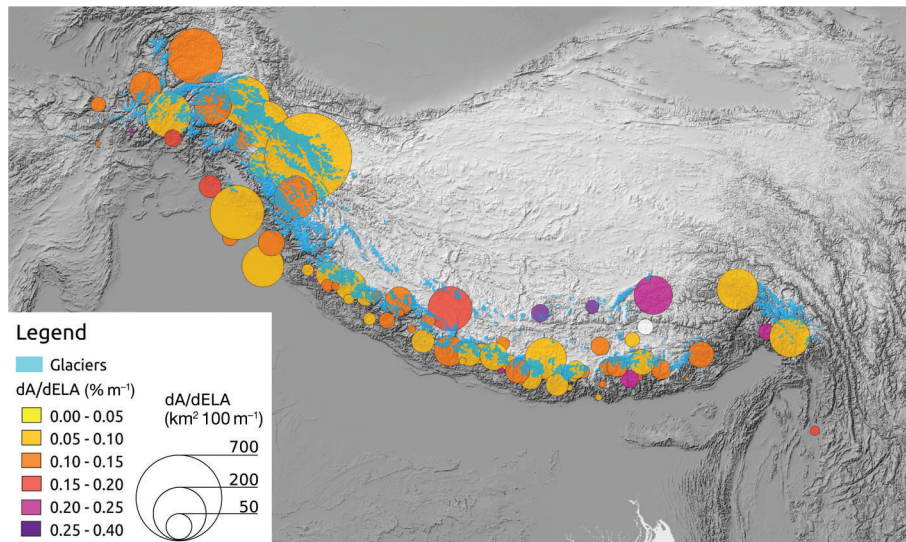 Legend
Glaciers
dA/dELA (% m⁻¹)
0.00 - 0.05
0.05 - 0.10
0.10 - 0.15
0.15 - 0.20
0.20 - 0.25
0.25 - 0.40
dA/dELA
(km² 100 m⁻¹)
700
200
50